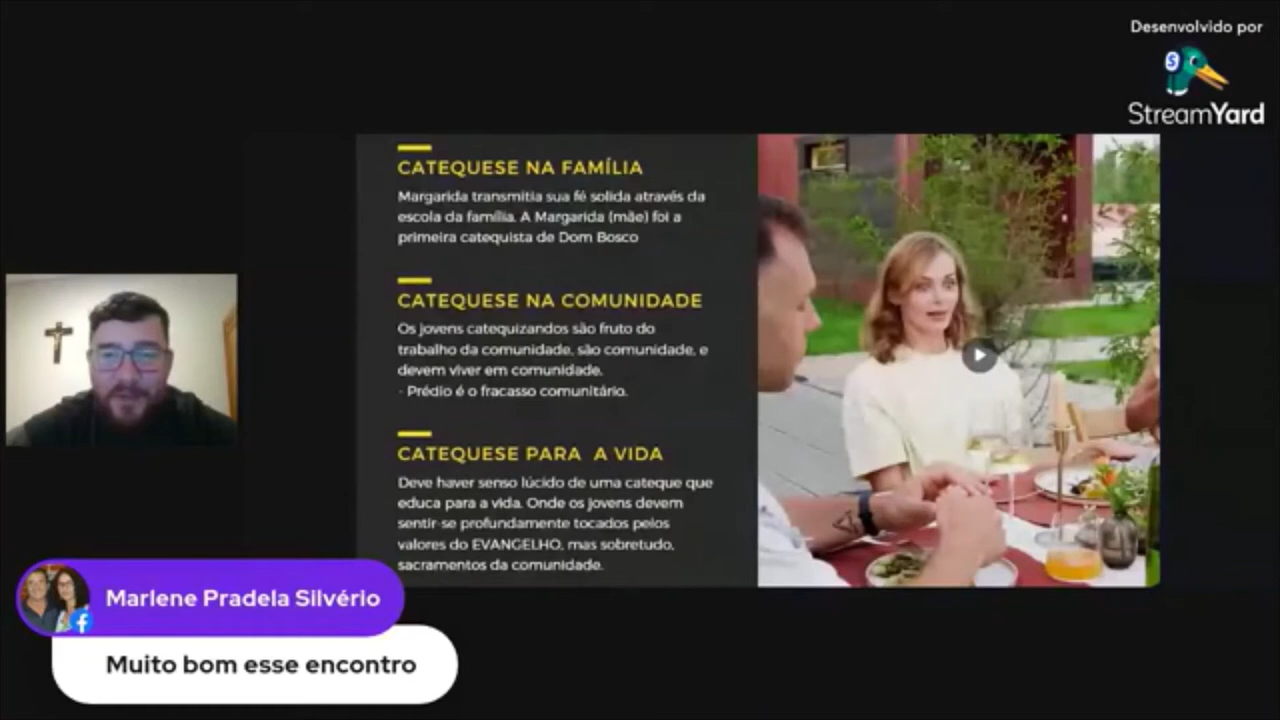 Desenvolvido por
StreamYard
CATEQUESE NA FAMÍLIA
Margarida transmitia sua fé solida através da
escola da família. A Margarida (mãe) foi a
primeira catequista de Dom Bosco
CATEQUESE NA COMUNIDADE
Os jovens catequizandos são fruto do
trabalho da comunidade, são comunidade, e
devem viver em comunidade.
- Prédio é o fracasso comunitário.
CATEQUESE PARA A VIDA
Deve haver senso lúcido de uma cateque que
educa para a vida. Onde os jovens devem
sentir-se profundamente tocados pelos
valores do EVANGELHO, mas sobretudo,
sacramentos da comunidade.
Marlene Pradela Silvério
Muito bom esse encontro